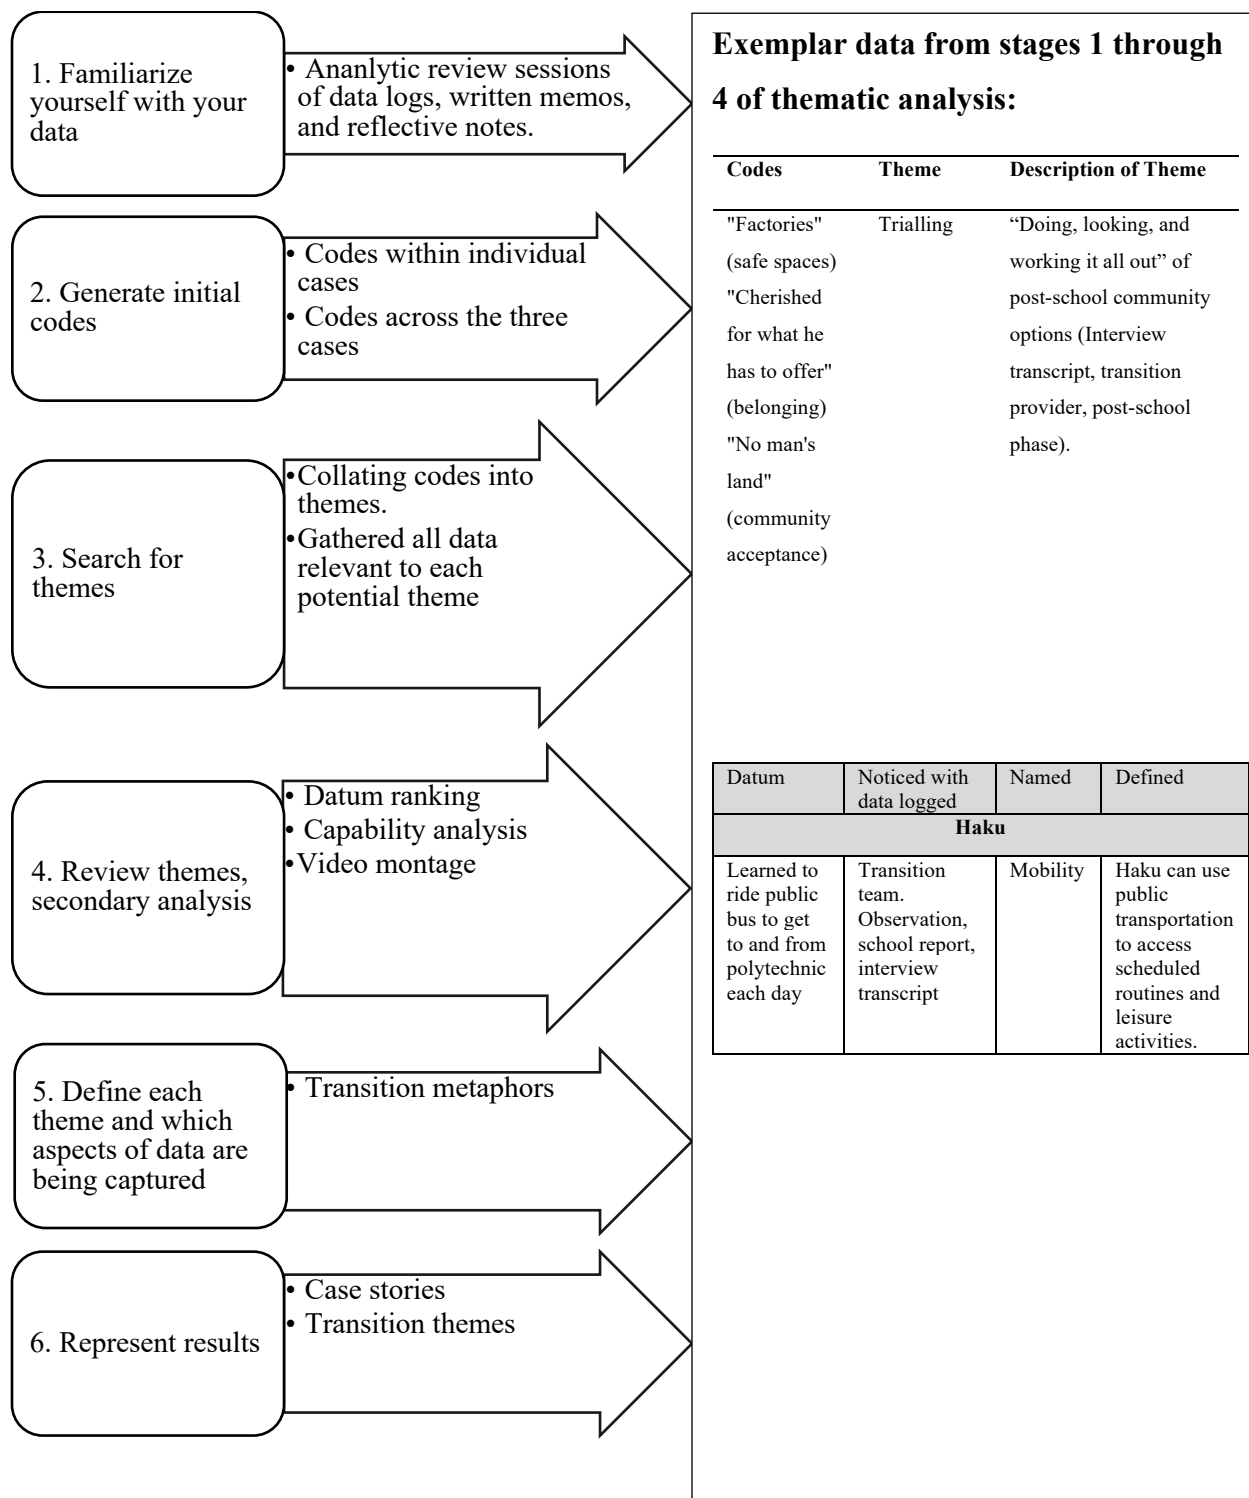 1. Familiarize
yourself with your
data
• Ananlytic review sessions
of data logs, written memos,
and reflective notes.
2. Generate initial
codes
• Codes within individual
cases
• Codes across the three
cases
3. Search for
themes
•Collating codes into
themes.
•Gathered all data
relevant to each
potential theme
4. Review themes,
secondary analysis
• Datum ranking
• Capability analysis
•Video montage
5. Define each
theme and which
aspects of data are
being captured
• Transition metaphors
6. Represent results
• Case stories
• Transition themes
Exemplar data from stages 1 through
4 of thematic analysis:
Codes Theme Description of Theme
"Factories" Trialling “Doing, looking, and
(safe spaces) working it all out” of
"Cherished post-school community
for what he options (Interview
has to offer" transcript, transition
(belonging) provider, post-school
"No man's phase).
land"
(community
acceptance)
Datum Noticed with Named Defined
data logged
Haku
Learned to Transition Mobility Haku can use
ride public team. public
bus to get Observation, transportation
to and from school report, to access
polytechnic interview scheduled
each day transcript routines and
leisure
activities.